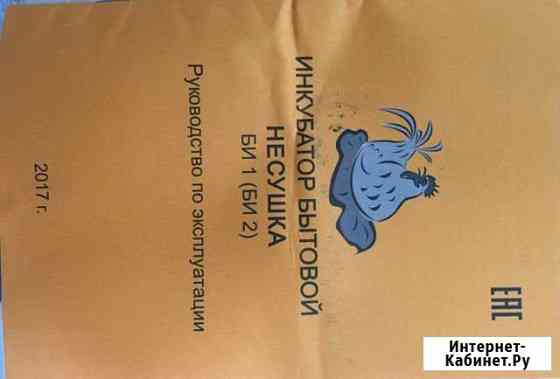 EAC
ИНКУБАТОР БЫТОВОЙ
НЕСУШКА
БИ 1 (БИ 2)
Руководство по эксплуатации
2017 г.
Интернет-
Кабинет.Ру